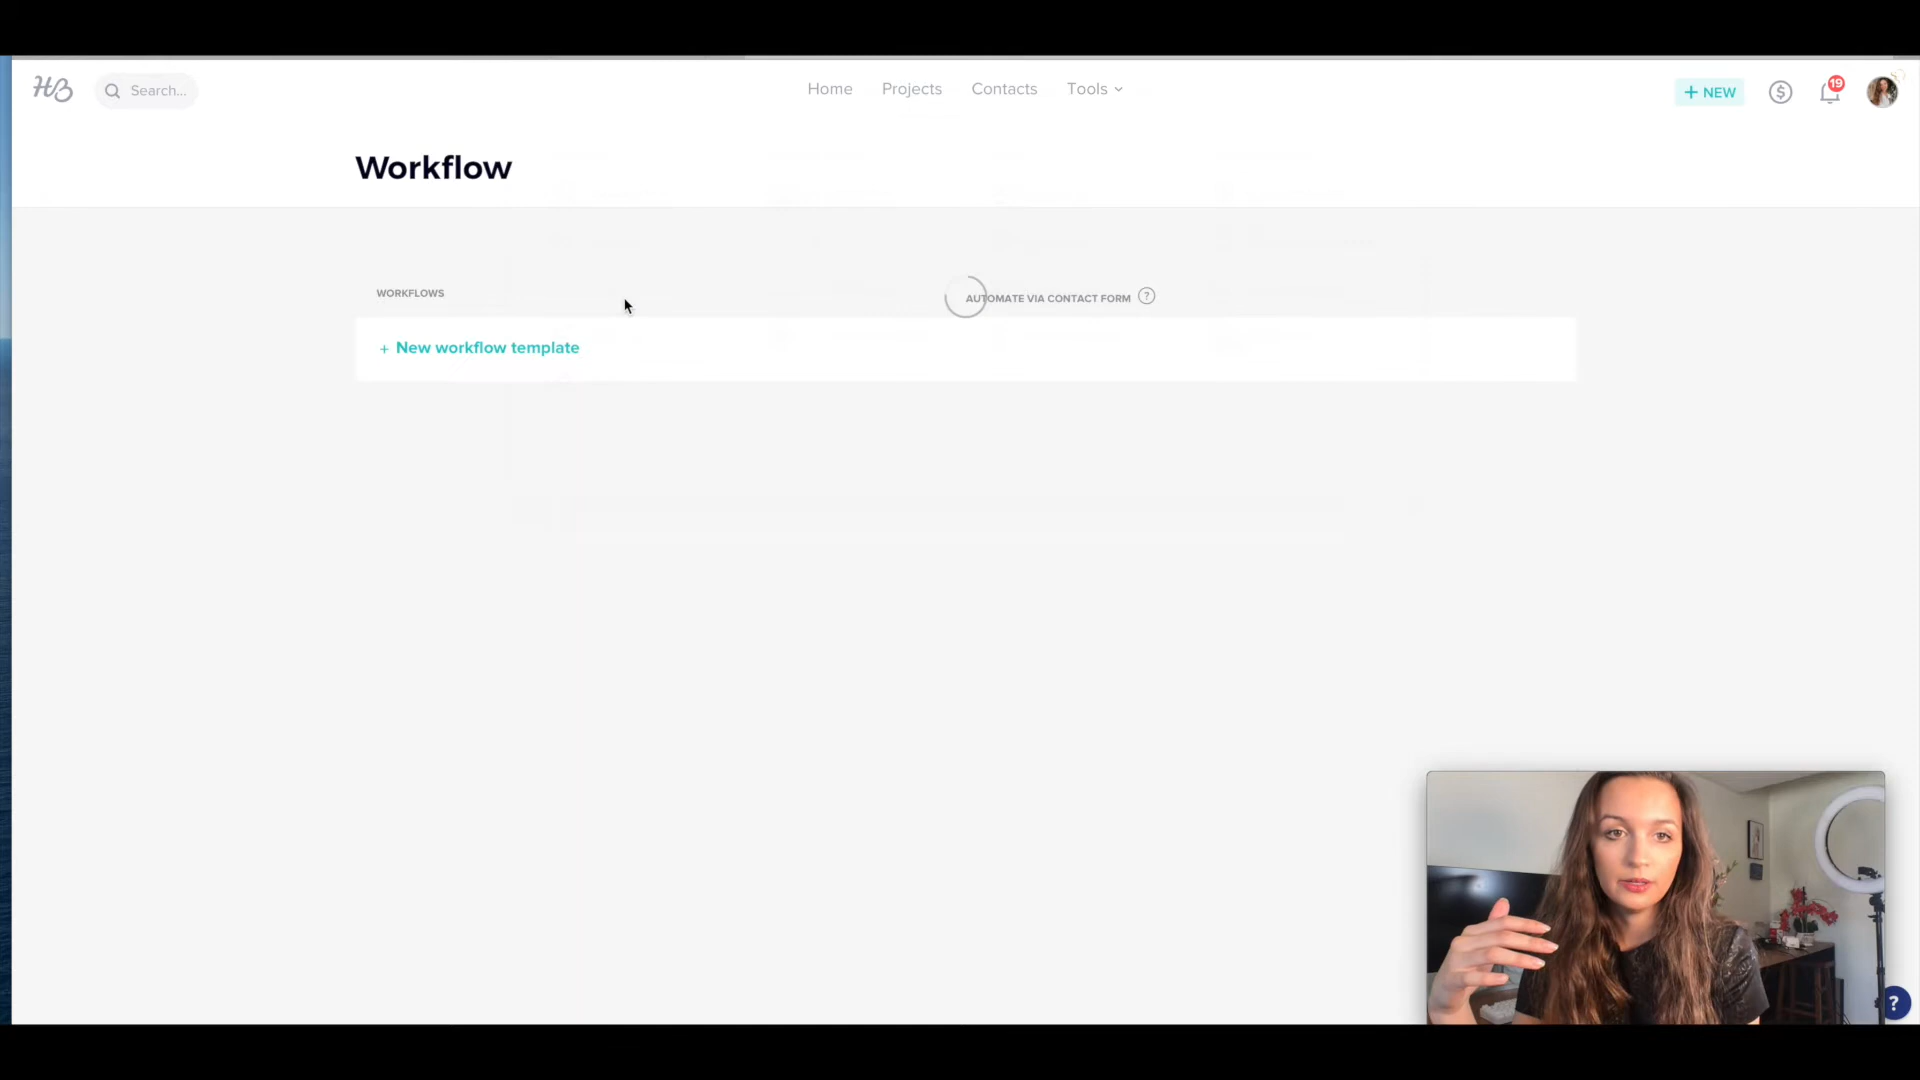 HB
Search...
Home
Projects
Contacts
Tools
+ NEW
19
Workflow
WORKFLOWS
AUTOMATE VIA CONTACT FORM ?
+ New workflow template
?